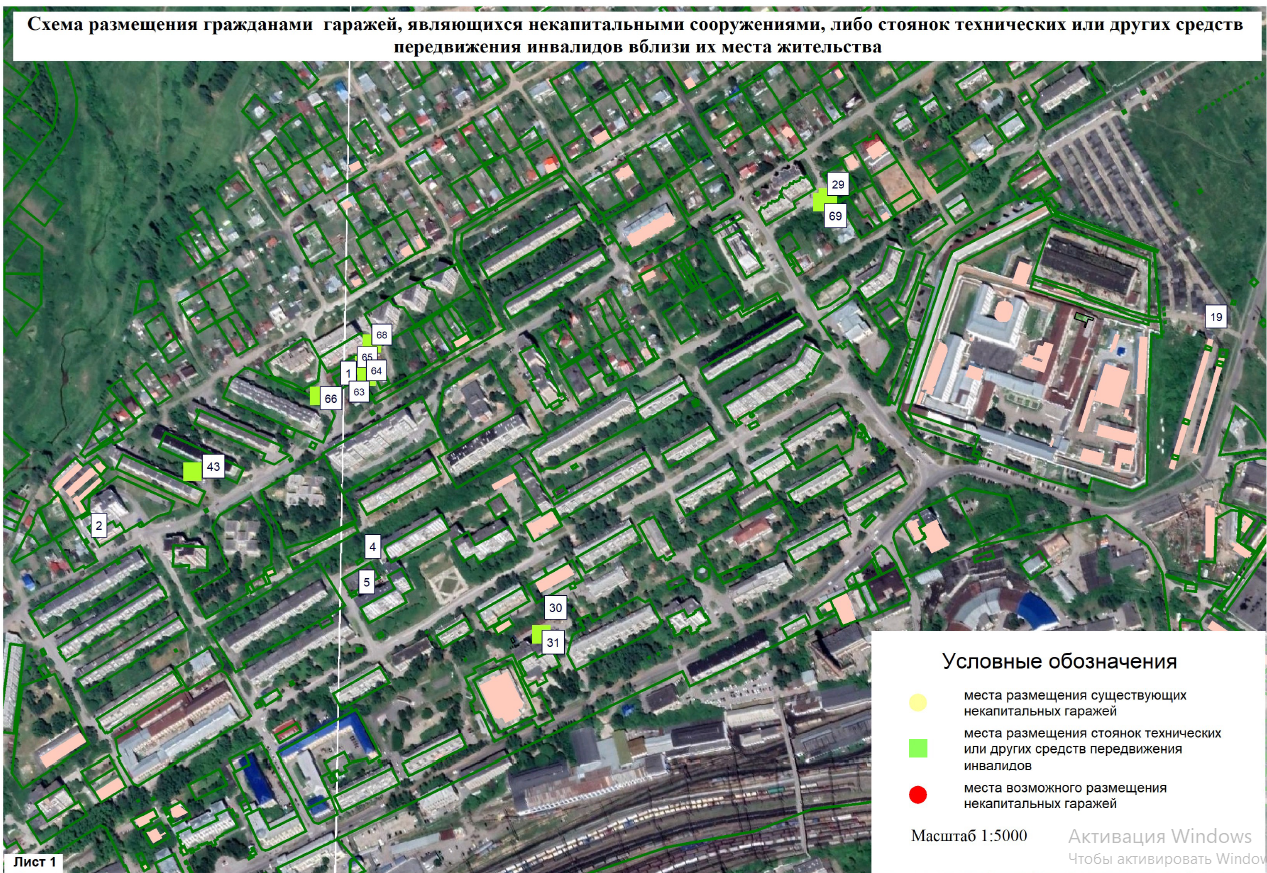 Схема размещения гражданами гаражей, являющихся некапитальными сооружениями, либо стоянок технических или других средств
передвижения инвалидов вблизи их места жительства
29
69
19
68
65
1
64
63
66
43
2
4
5
30
31
Условные обозначения
места размещения существующих
некапитальных гаражей
места размещения стоянок технических
или других средств передвижения
инвалидов
места возможного размещения
некапитальных гаражей
Масштаб 1:5000
Активация Windows
Чтобы активировать Window
Лист 1